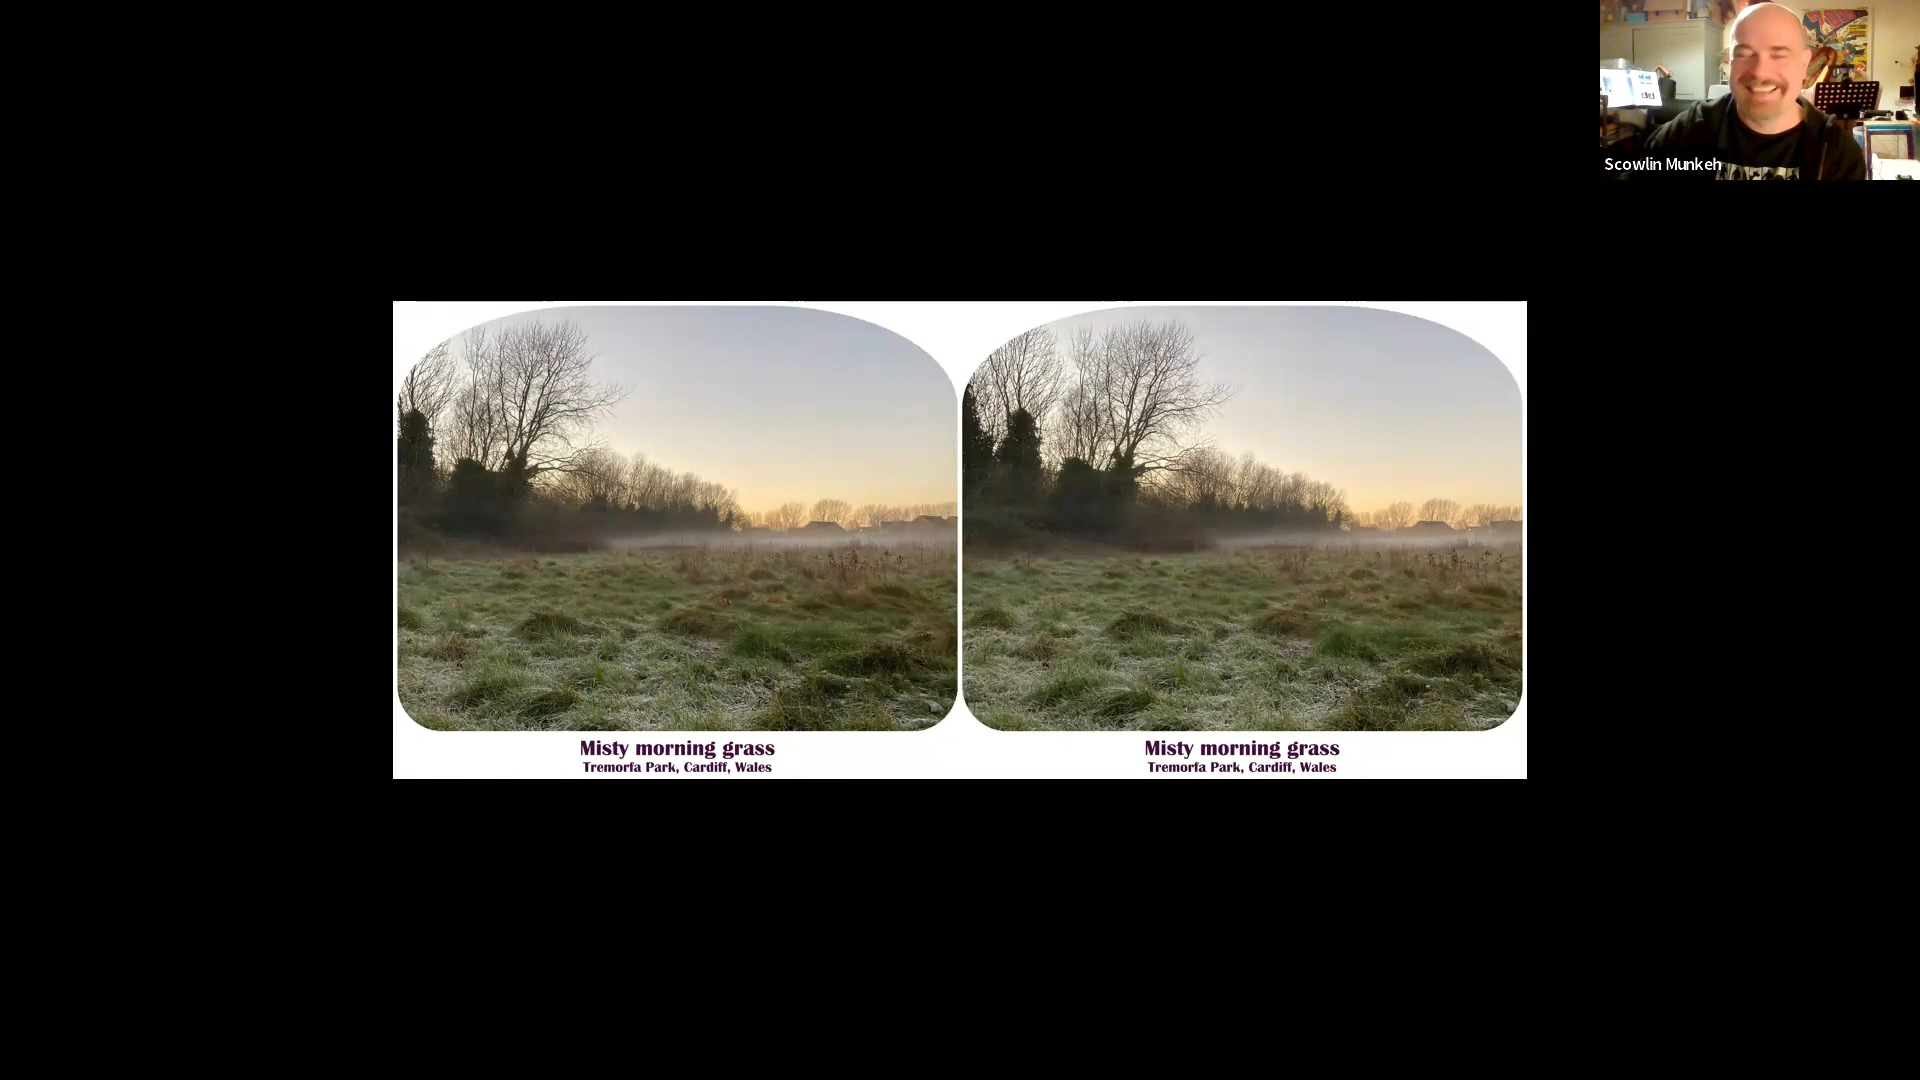 Scowlin Munkeh
Misty morning grass
Tremorfa Park, Cardiff, Wales
Misty morning grass
Tremorfa Park, Cardiff, Wales